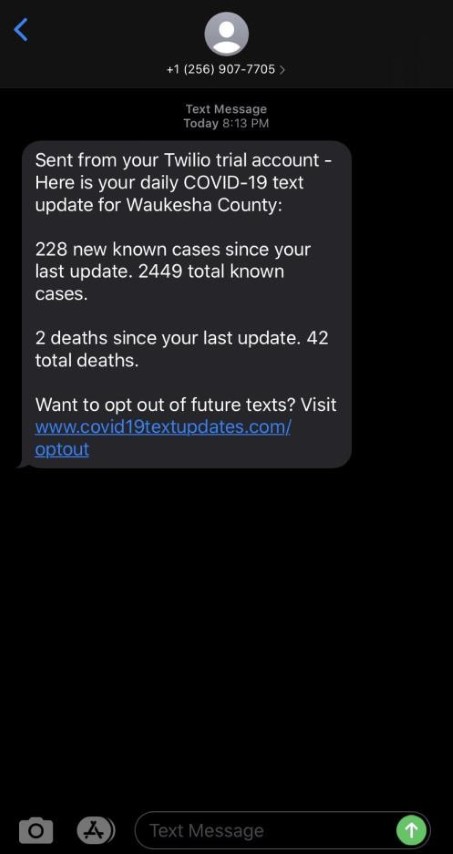 +1 (256) 907-7705 >
Text Message
Today 8:13 PM
Sent from your Twilio trial account -
Here is your daily COVID-19 text
update for Waukesha County:
228 new known cases since your
last update. 2449 total known
cases.
2 deaths since your last update. 42
total deaths.
Want to opt out of future texts? Visit
www.covid19textupdates.com/
optout
Text Message